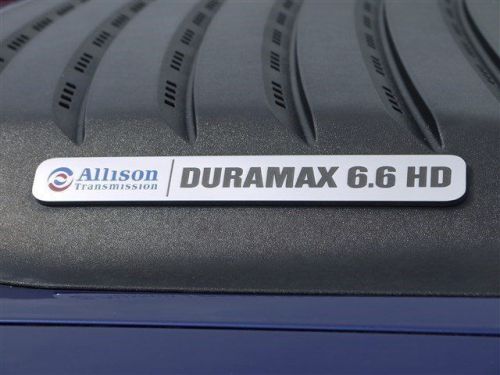 Allison DURAMAX 6.6 HD
Transmission